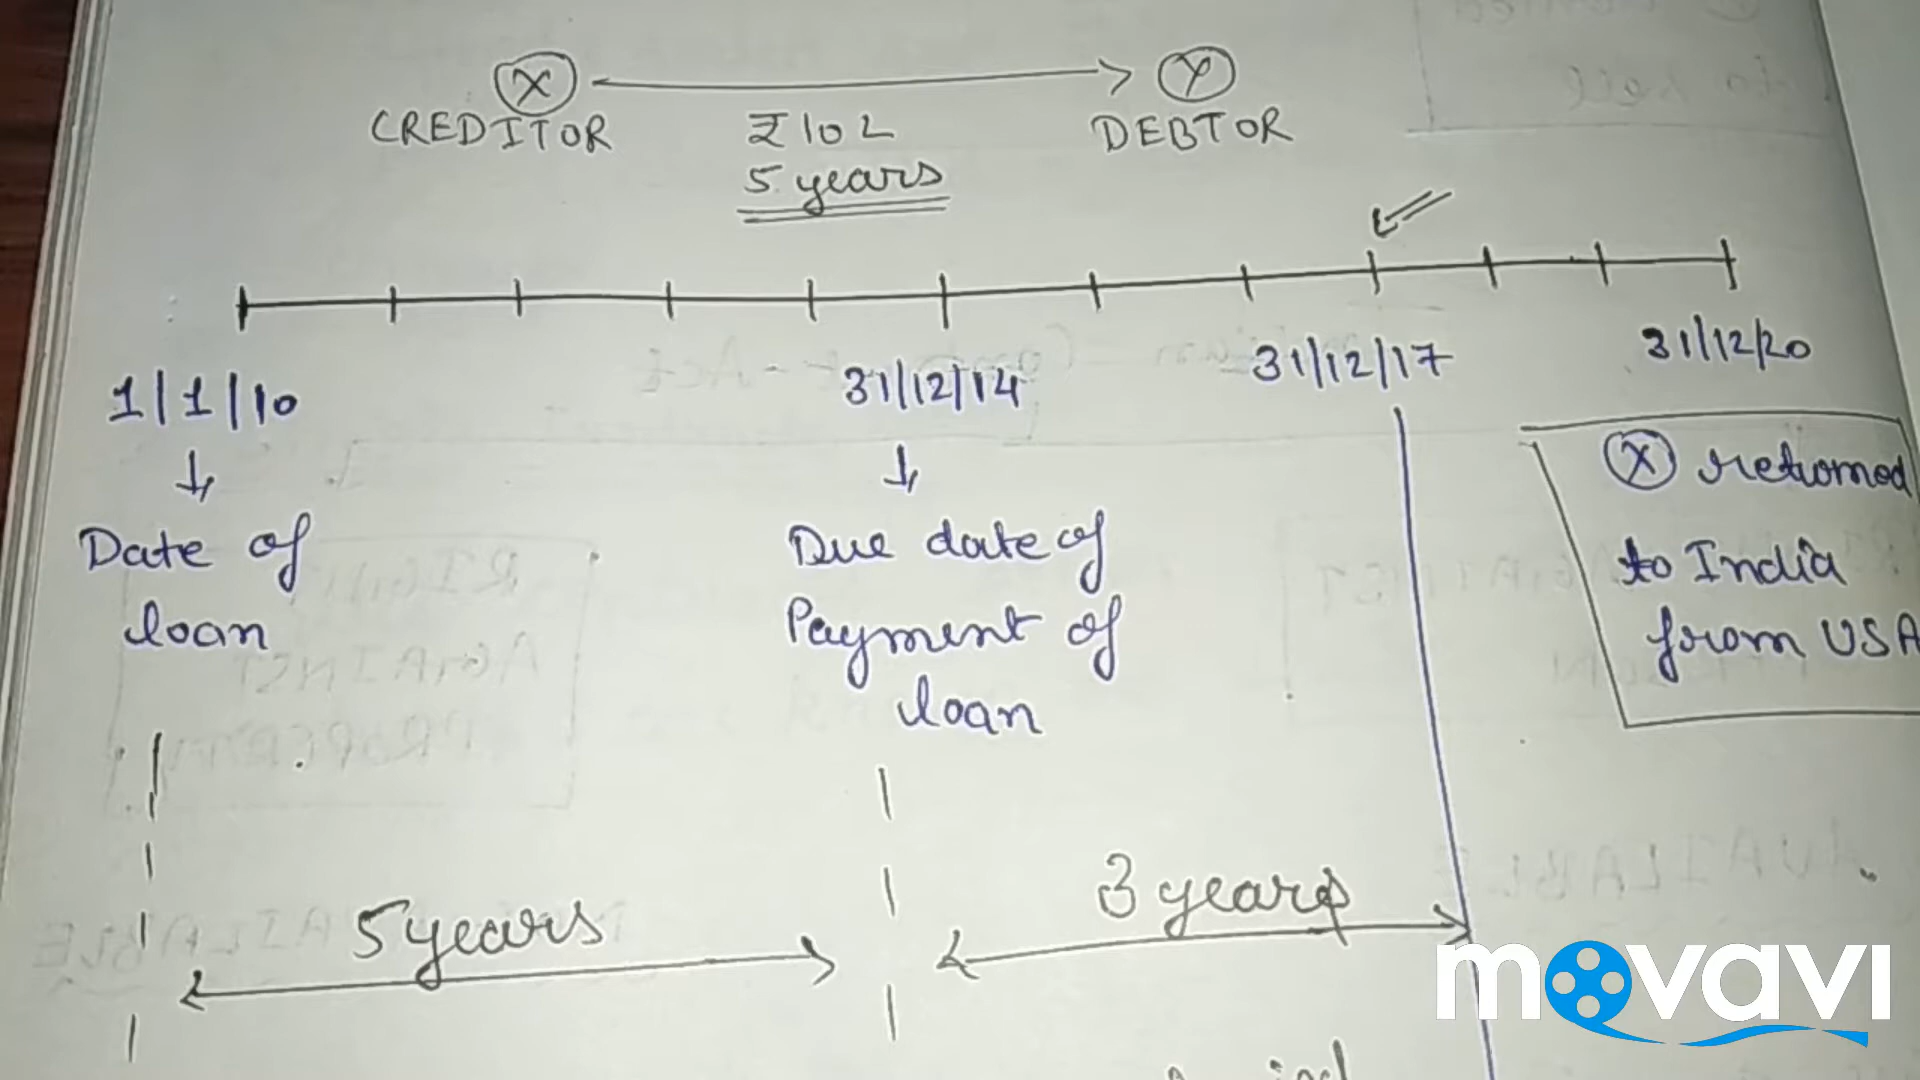 X Y
CREDITOR ₹10 L DEBTOR
5 years
1/1/10 31/12/14 31/12/17 31/12/20
Date of
loan
Due date of
Payment of
loan
X returned
to India
from USA
5 years
3 years
movavi